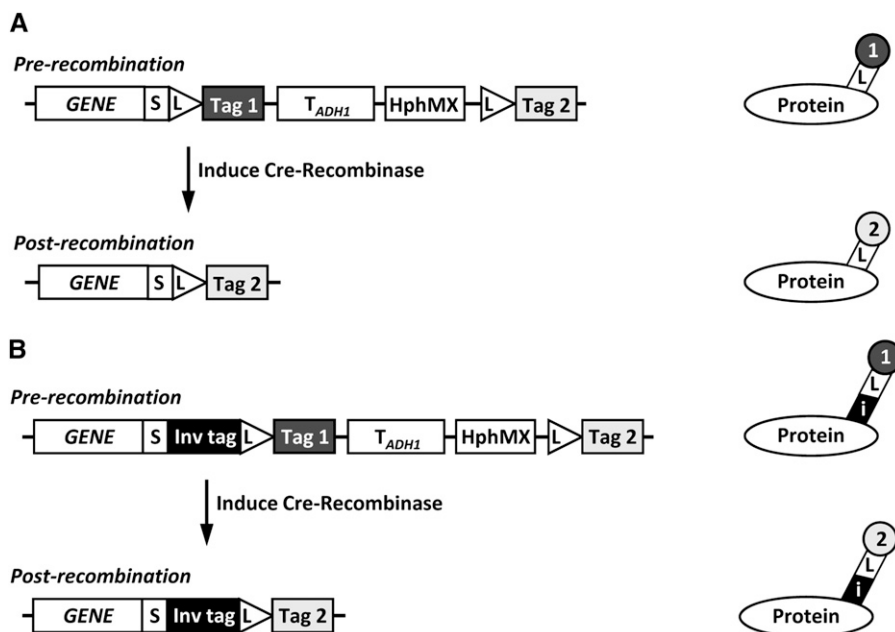 A
Pre-recombination
GENE S L Tag 1 T_ADH1 HphMX L Tag 2
1
L
Protein
Induce Cre-Recombinase
Post-recombination
GENE S L Tag 2
2
L
Protein
B
Pre-recombination
GENE S Inv tag L Tag 1 T_ADH1 HphMX L Tag 2
1
L
i
Protein
Induce Cre-Recombinase
Post-recombination
GENE S Inv tag L Tag 2
2
L
i
Protein